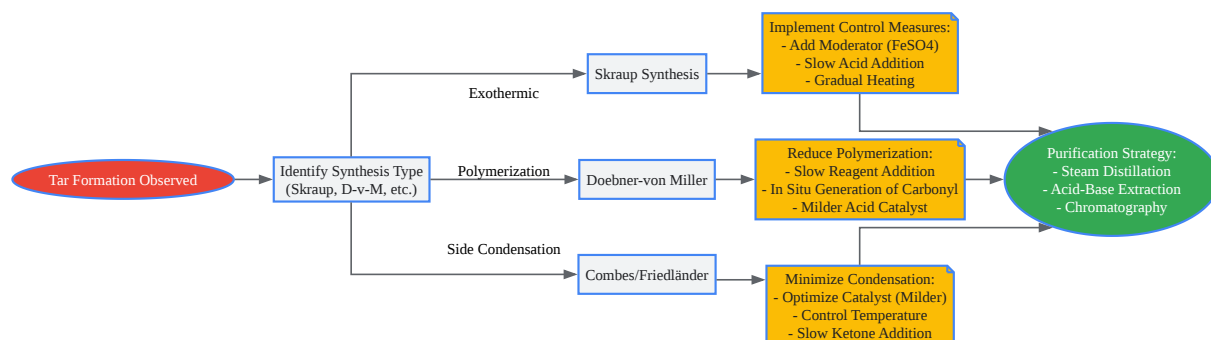 Tar Formation Observed
Identify Synthesis Type
(Skraup, D-v-M, etc.)
Exothermic
Polymerization
Side Condensation
Skraup Synthesis
Doebner-von Miller
Combes/Friedländer
Implement Control Measures:
- Add Moderator (FeSO4)
- Slow Acid Addition
- Gradual Heating
Reduce Polymerization:
- Slow Reagent Addition
- In Situ Generation of Carbonyl
- Milder Acid Catalyst
Minimize Condensation:
- Optimize Catalyst (Milder)
- Control Temperature
- Slow Ketone Addition
Purification Strategy:
- Steam Distillation
- Acid-Base Extraction
- Chromatography